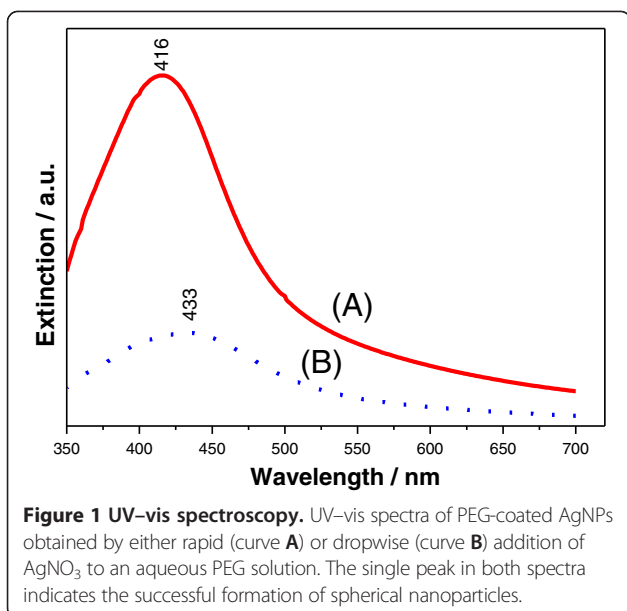 416
433
(A)
(B)
Extinction / a.u.
350 400 450 500 550 600 650 700
Wavelength / nm
Figure 1 UV–vis spectroscopy. UV–vis spectra of PEG-coated AgNPs
obtained by either rapid (curve A) or dropwise (curve B) addition of
AgNO₃ to an aqueous PEG solution. The single peak in both spectra
indicates the successful formation of spherical nanoparticles.